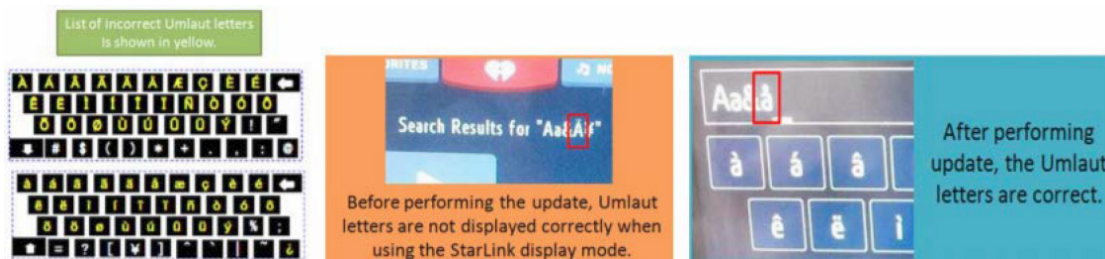 List of incorrect Umlaut letters
Is shown in yellow.
À Á Â Ã Ä Å Æ Ç È É
Ê Ë Ì Í Î Ï Ñ Ò Ó Ô
Õ Ö ø Ù Ú Û Ü Ý ! "
# $ ( ) * + . , : @
à á â ã ä å æ ç è é
ê ë ì í î ï ñ ò ó ô
õ ö ø ù ú û ü ý % ;
= ? [ ¥ ] ^ ` | ~ ¿
ORITES
Search Results for "Aa&Ã¥"
Before performing the update, Umlaut
letters are not displayed correctly when
using the StarLink display mode.
Aa&å
à á â
ê ë ì
After performing
update, the Umlaut
letters are correct.